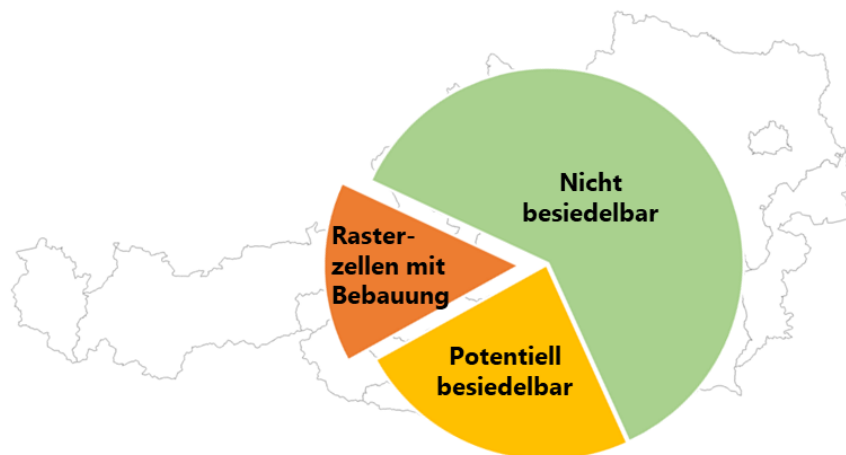 Nicht
besiedelbar
Raster-
zellen mit
Bebauung
Potentiell
besiedelbar